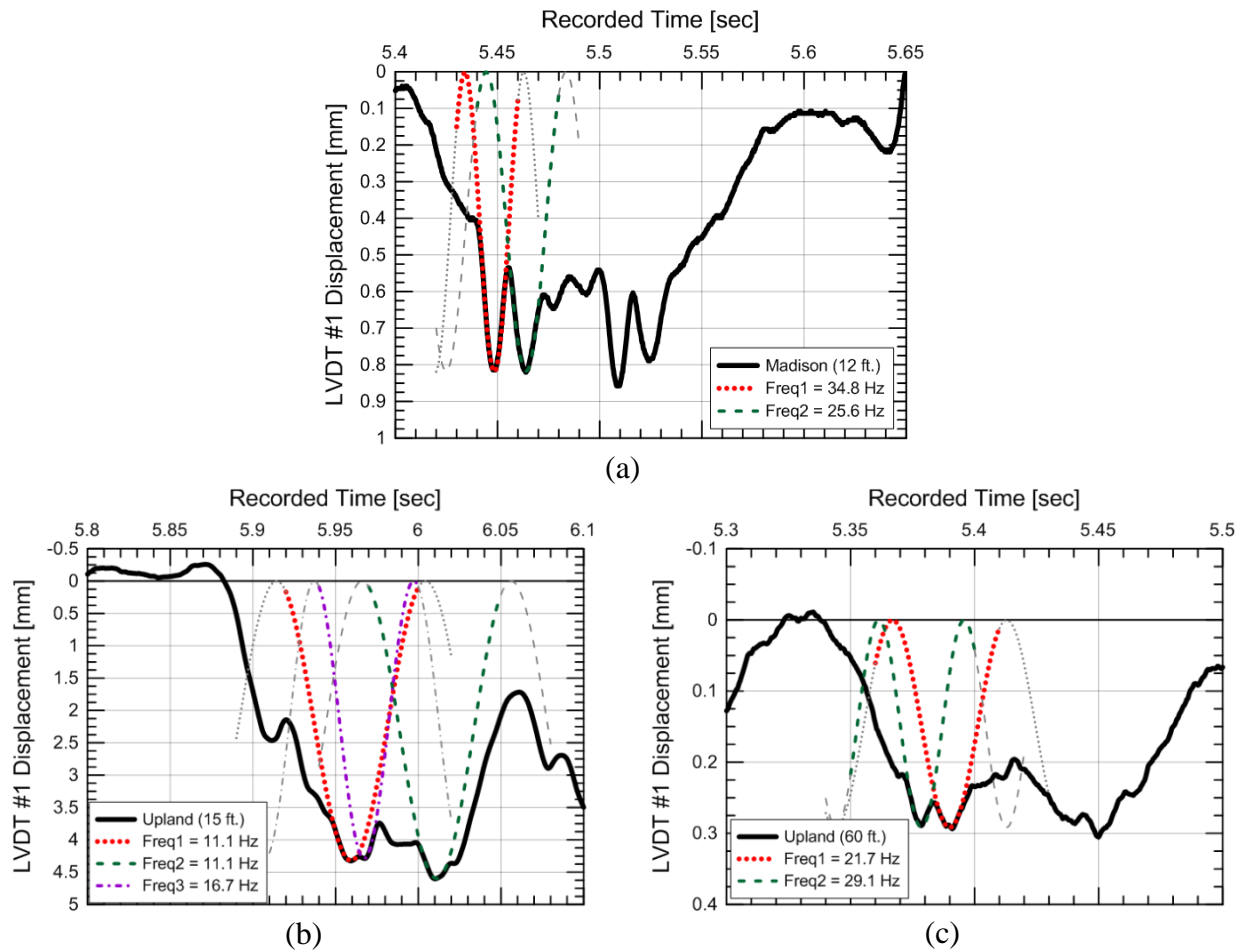 Recorded Time [sec]
5.4 5.45 5.5 5.55 5.6 5.65
LVDT #1 Displacement [mm]
0
0.1
0.2
0.3
0.4
0.5
0.6
0.7
0.8
0.9
1
Madison (12 ft.)
Freq1 = 34.8 Hz
Freq2 = 25.6 Hz
(a)
Recorded Time [sec]
5.8 5.85 5.9 5.95 6 6.05 6.1
LVDT #1 Displacement [mm]
-0.5
0
0.5
1
1.5
2
2.5
3
3.5
4
4.5
5
Upland (15 ft.)
Freq1 = 11.1 Hz
Freq2 = 11.1 Hz
Freq3 = 16.7 Hz
(b)
Recorded Time [sec]
5.3 5.35 5.4 5.45 5.5
LVDT #1 Displacement [mm]
-0.1
0
0.1
0.2
0.3
0.4
Upland (60 ft.)
Freq1 = 21.7 Hz
Freq2 = 29.1 Hz
(c)